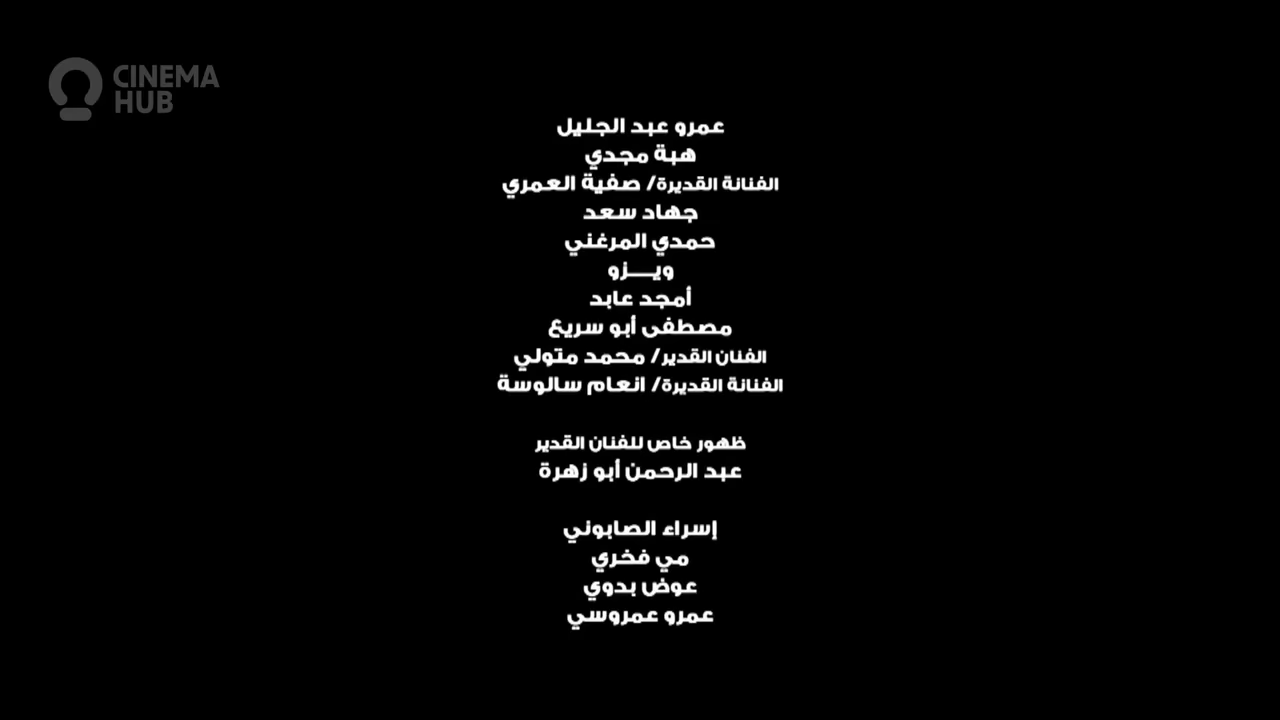 CINEMA
HUB
عمرو عبد الجليل
هبة مجدي
الفنانة القديرة/ صفية العمري
جهاد سعد
حمدي المرغني
ويـــزو
أمجد عابد
مصطفى أبو سريع
الفنان القدير/ محمد متولي
الفنانة القديرة/ انعام سالوسة
ظهور خاص للفنان القدير
عبد الرحمن أبو زهرة
إسراء الصابوني
مي فخري
عوض بدوي
عمرو عمروسي